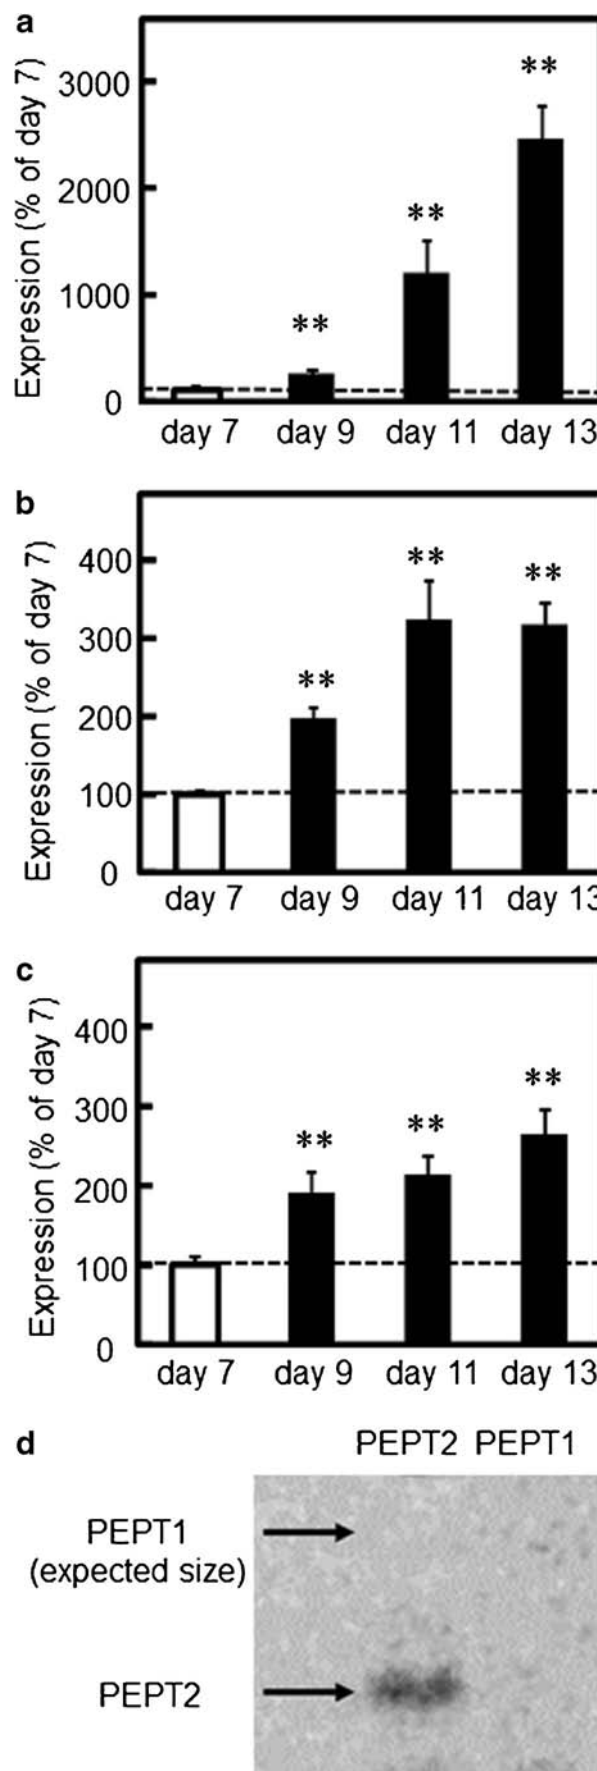 a
Expression (% of day 7)
3000
2000
1000
0
**
**
**
day 7 day 9 day 11 day 13
b
Expression (% of day 7)
400
300
200
100
0
**
**
**
day 7 day 9 day 11 day 13
c
Expression (% of day 7)
400
300
200
100
0
**
**
**
day 7 day 9 day 11 day 13
d
PEPT2 PEPT1
PEPT1
(expected size)
PEPT2